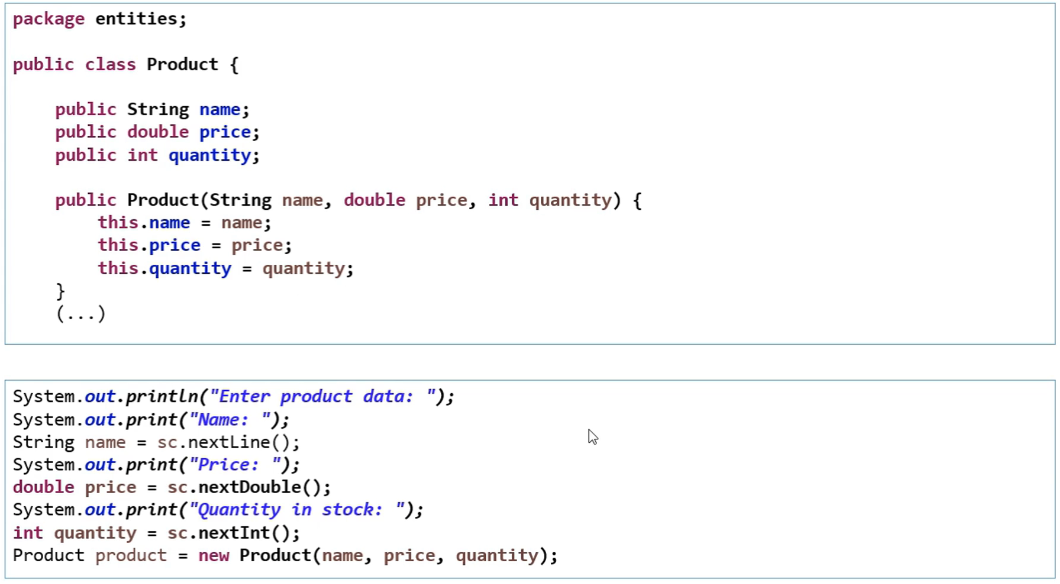 package entities;
public class Product {
public String name;
public double price;
public int quantity;
public Product(String name, double price, int quantity) {
this.name = name;
this.price = price;
this.quantity = quantity;
}
(...)
System.out.println("Enter product data: ");
System.out.print("Name: ");
String name = sc.nextLine();
System.out.print("Price: ");
double price = sc.nextDouble();
System.out.print("Quantity in stock: ");
int quantity = sc.nextInt();
Product product = new Product(name, price, quantity);